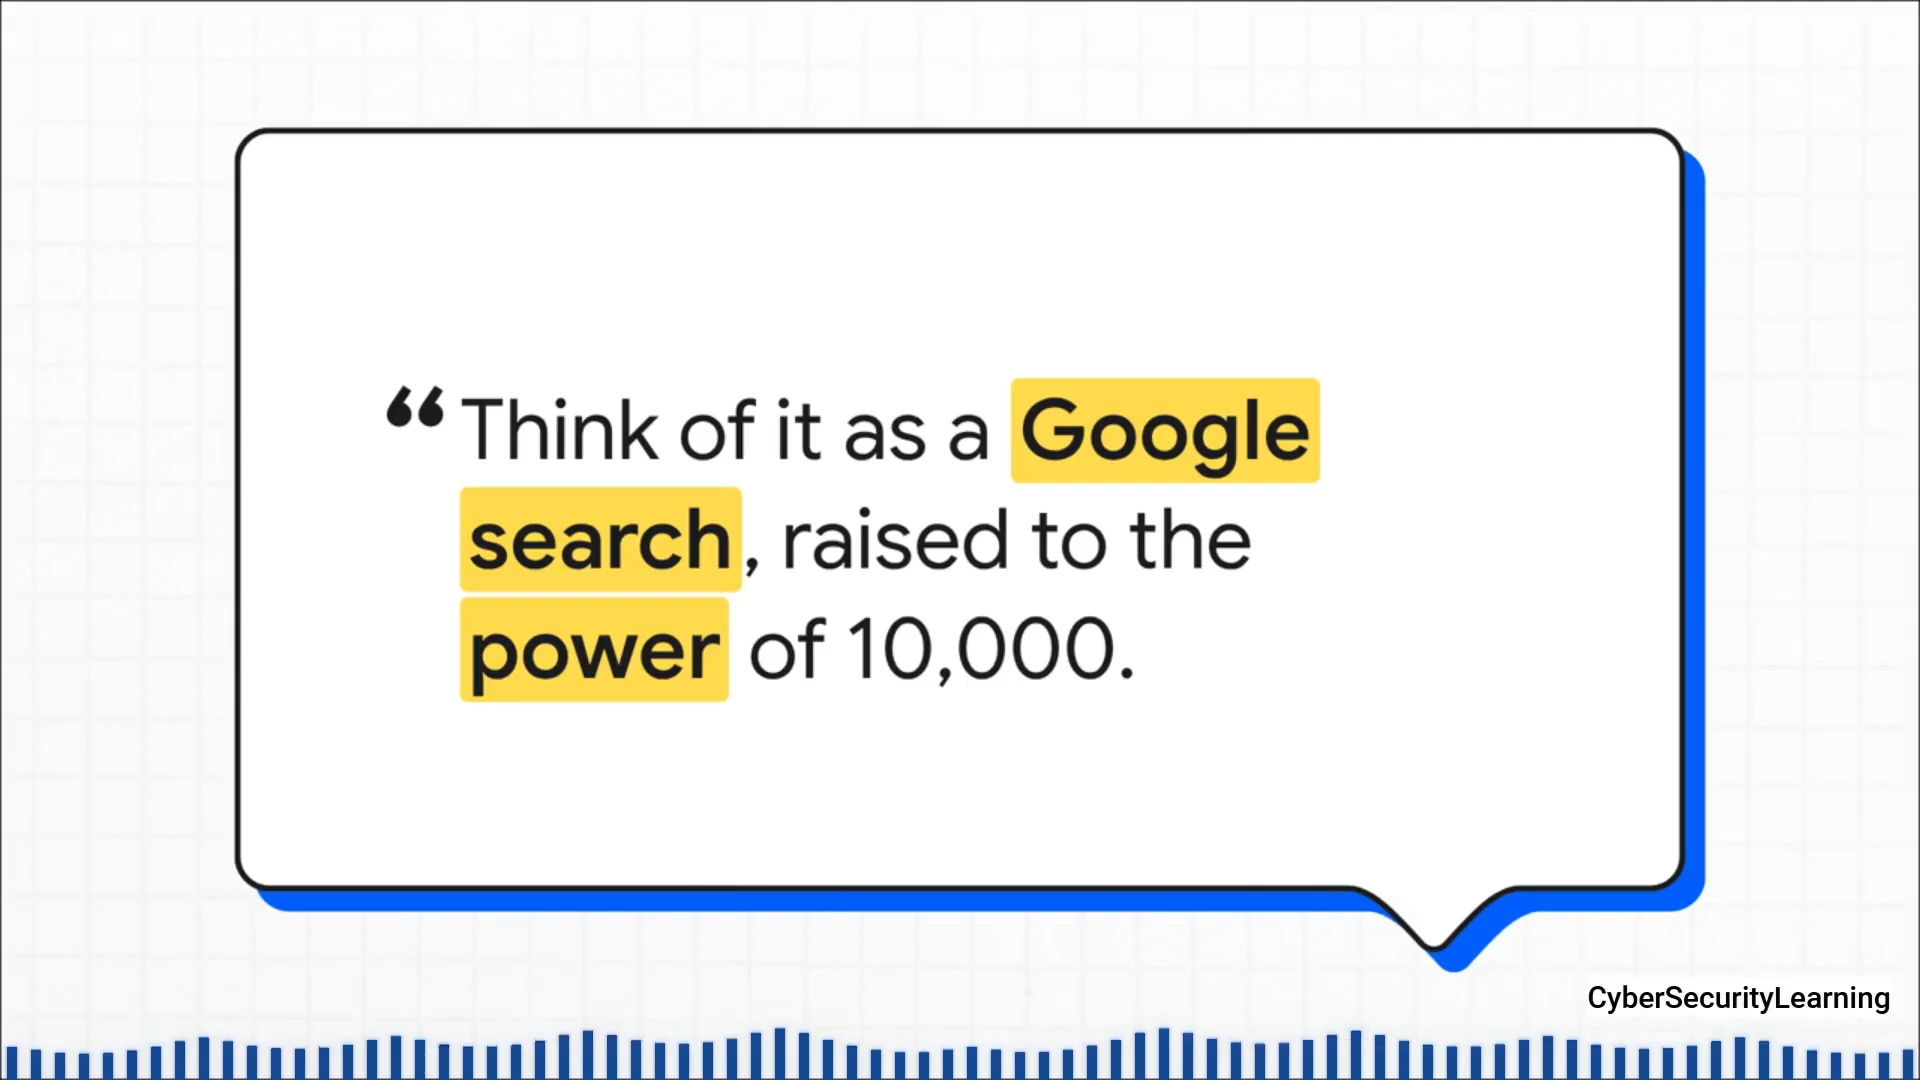 “Think of it as a Google
search, raised to the
power of 10,000.
CyberSecurityLearning